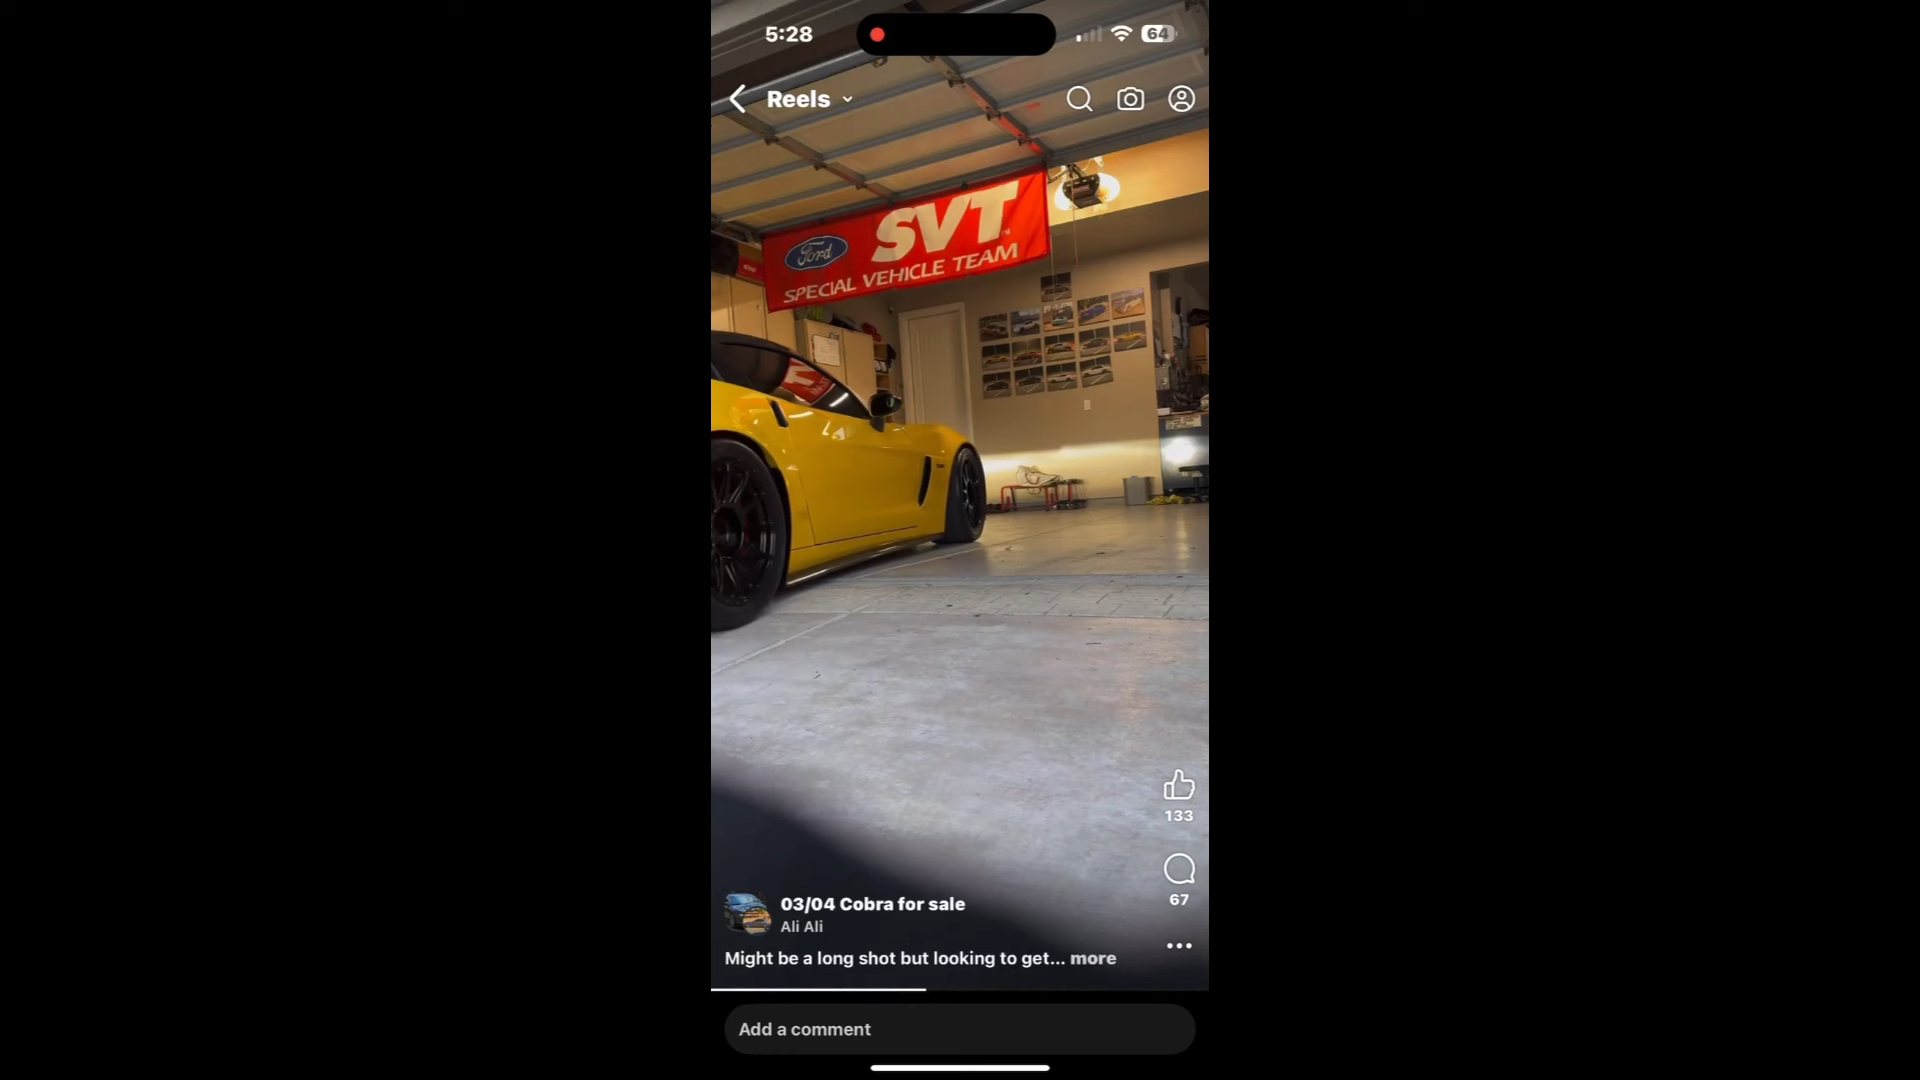 5:28
64
Reels
Ford
SVT
SPECIAL VEHICLE TEAM
133
67
03/04 Cobra for sale
Ali Ali
Might be a long shot but looking to get... more
Add a comment